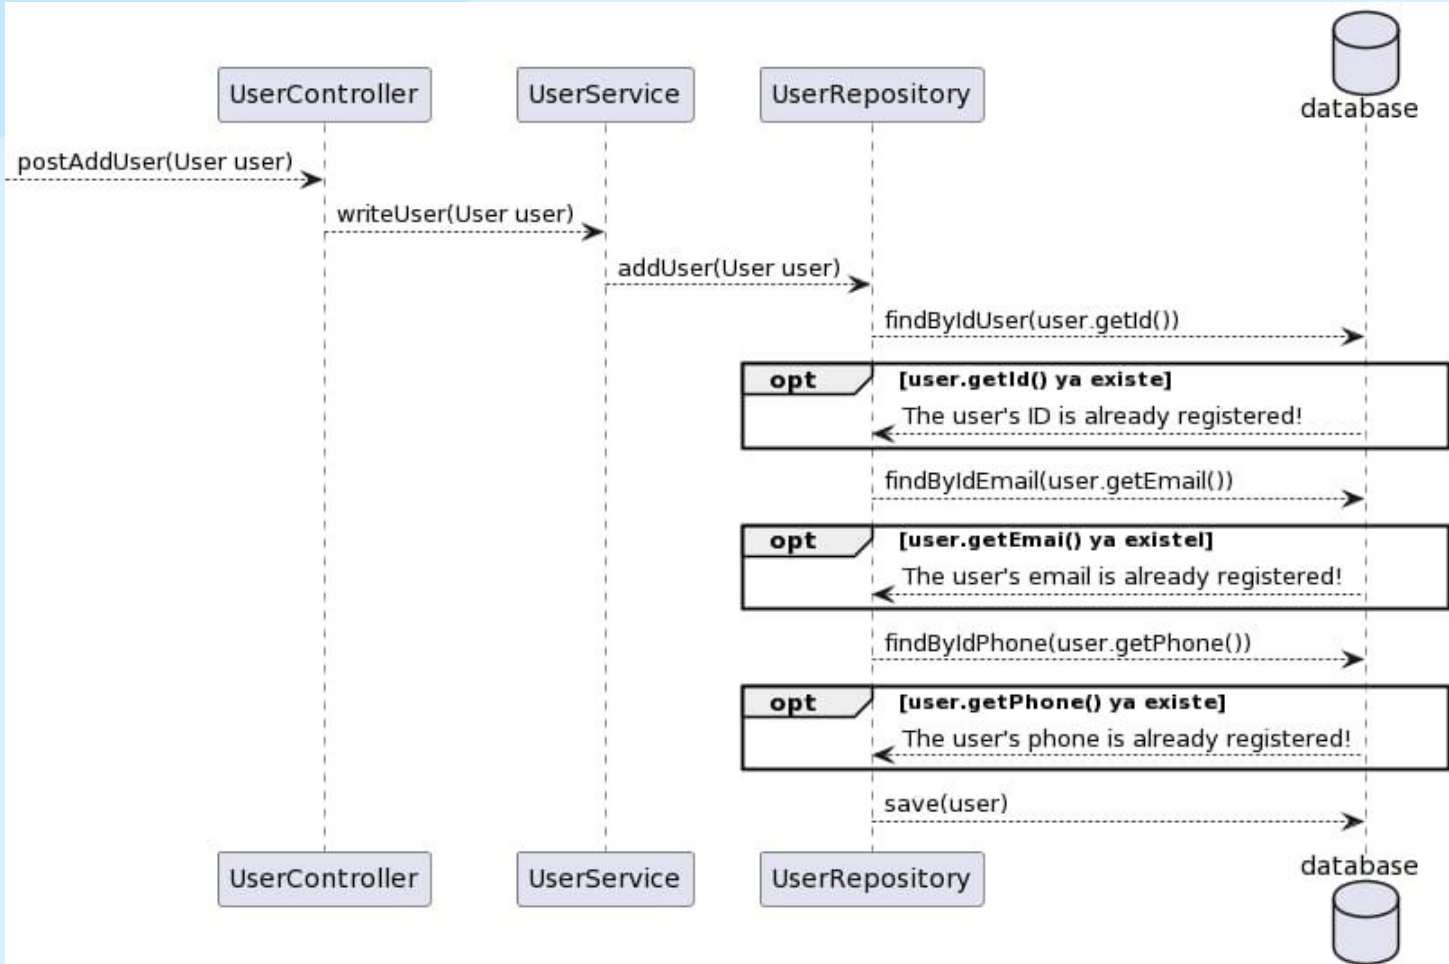 database
UserController
UserService
UserRepository
postAddUser(User user)
writeUser(User user)
addUser(User user)
findByIdUser(user.getId())
opt
[user.getId() ya existe]
The user's ID is already registered!
findByIdEmail(user.getEmail())
opt
[user.getEmai() ya existel]
The user's email is already registered!
findByIdPhone(user.getPhone())
opt
[user.getPhone() ya existe]
The user's phone is already registered!
save(user)
UserController
UserService
UserRepository
database